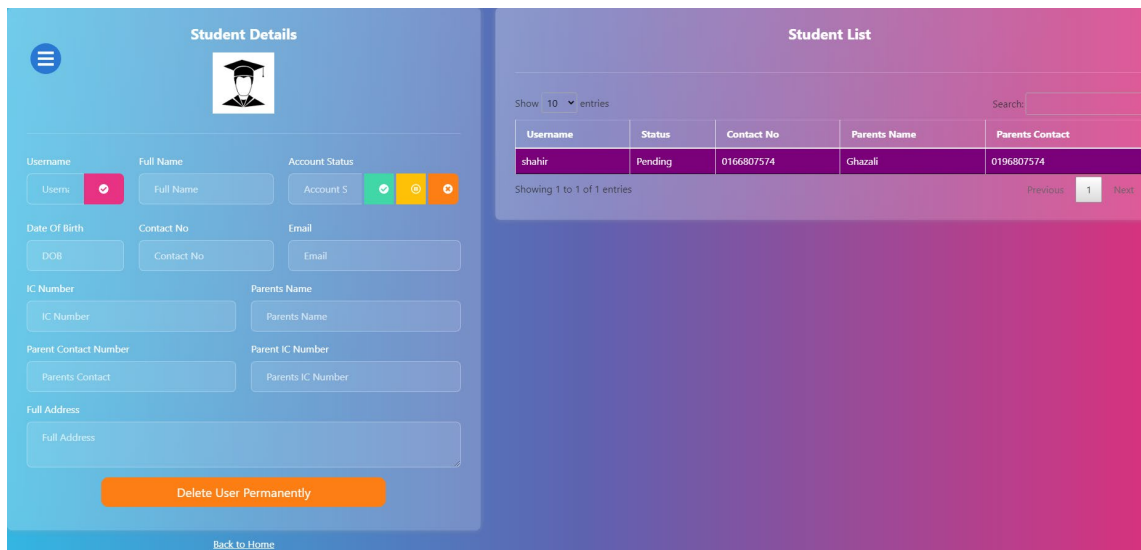 Student Details
Username Full Name Account Status
Userna Full Name Account S
Date Of Birth Contact No Email
DOB Contact No Email
IC Number Parents Name
IC Number Parents Name
Parent Contact Number Parent IC Number
Parents Contact Parents IC Number
Full Address
Full Address
Delete User Permanently
Back to Home
Student List
Show 10 entries Search:
Username Status Contact No Parents Name Parents Contact
shahir Pending 0166807574 Ghazali 0196807574
Showing 1 to 1 of 1 entries Previous 1 Next